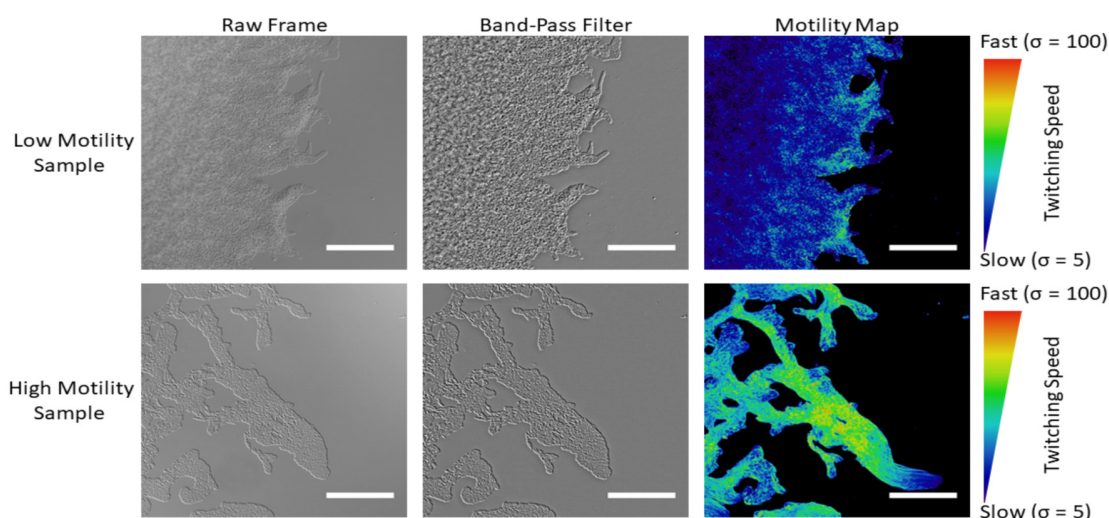 Raw Frame
Band-Pass Filter
Motility Map
Fast (σ = 100)
Low Motility
Sample
Twitching Speed
Slow (σ = 5)
Fast (σ = 100)
High Motility
Sample
Twitching Speed
Slow (σ = 5)